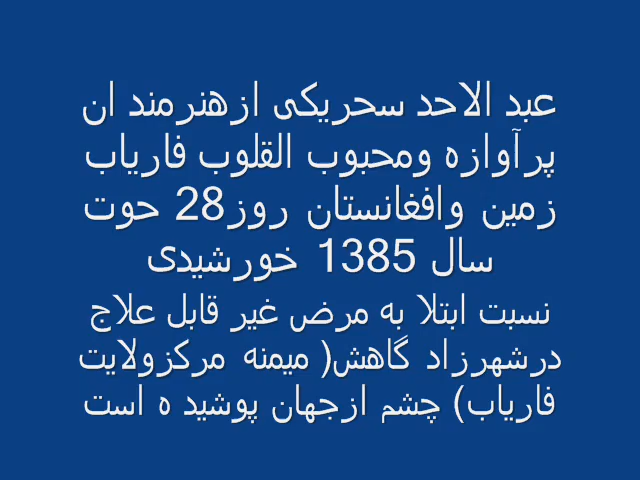 عبد الاحد سحریکی ازهنرمند ان
پرآوازه ومحبوب القلوب فاریاب
زمین وافغانستان روز28 حوت
سال 1385 خورشیدی
نسبت ابتلا به مرض غیر قابل علاج
درشهرزاد گاهش( میمنه مرکزولایت
فاریاب) چشم ازجهان پوشید ه است